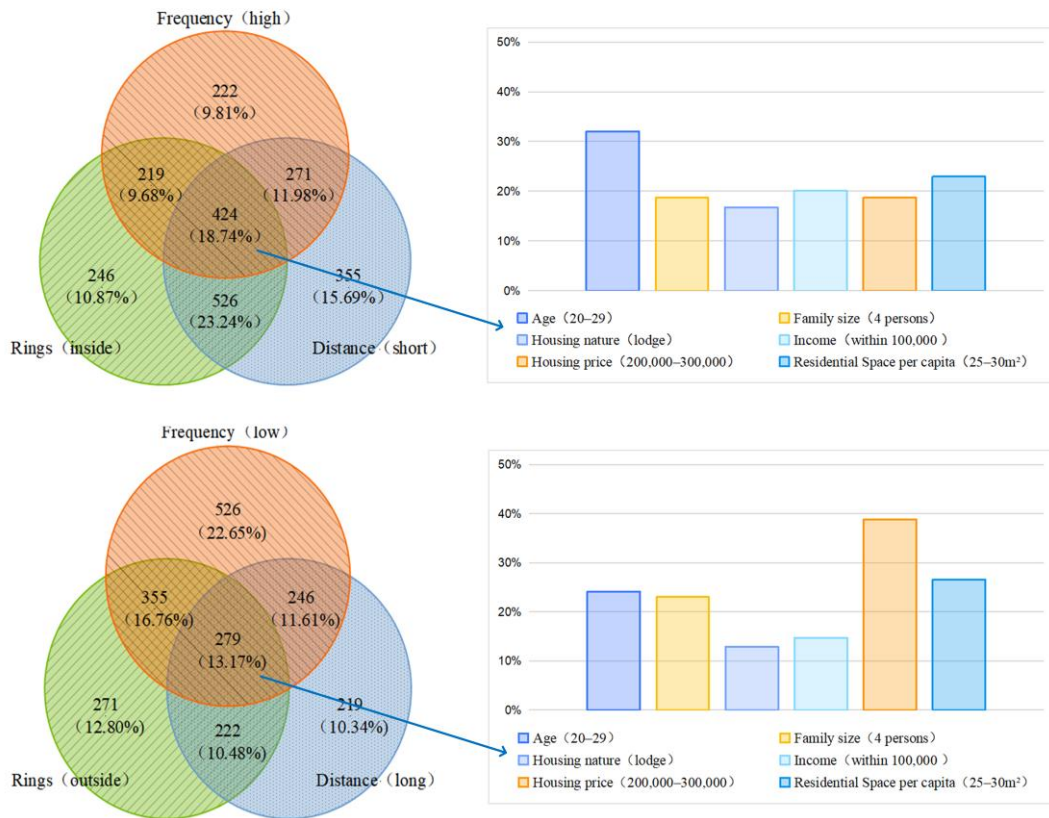 Frequency（high）
222
（9.81%）
219
（9.68%）
271
（11.98%）
424
（18.74%）
246
（10.87%）
526
（23.24%）
355
（15.69%）
Rings（inside）
Distance（short）
50%
40%
30%
20%
10%
0%
Age（20–29）
Family size（4 persons）
Housing nature（lodge）
Income（within 100,000）
Housing price（200,000–300,000）
Residential Space per capita（25–30m²）
Frequency（low）
526
（22.65%）
355
（16.76%）
246
（11.61%）
279
（13.17%）
271
（12.80%）
222
（10.48%）
219
（10.34%）
Rings（outside）
Distance（long）
50%
40%
30%
20%
10%
0%
Age（20–29）
Family size（4 persons）
Housing nature（lodge）
Income（within 100,000）
Housing price（200,000–300,000）
Residential Space per capita（25–30m²）